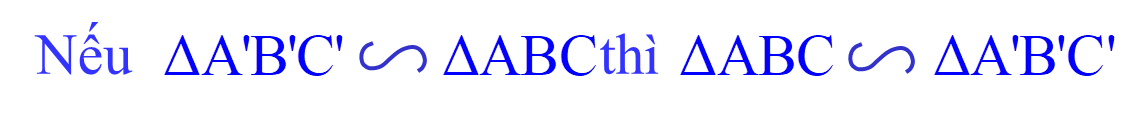 Nếu ΔA'B'C' ∽ ΔABC thì ΔABC ∽ ΔA'B'C'